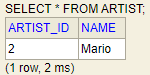 SELECT * FROM ARTIST;
ARTIST_ID NAME
2 Mario
(1 row, 2 ms)